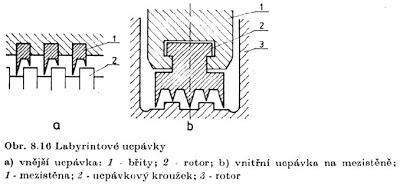 1
2
1
2
3
a
b
Obr. 8.16 Labyrintové ucpávky
a) vnější ucpávka: 1 - břity; 2 - rotor; b) vnitřní ucpávka na mezistěně;
1 - mezistěna; 2 - ucpávkový kroužek; 3 - rotor